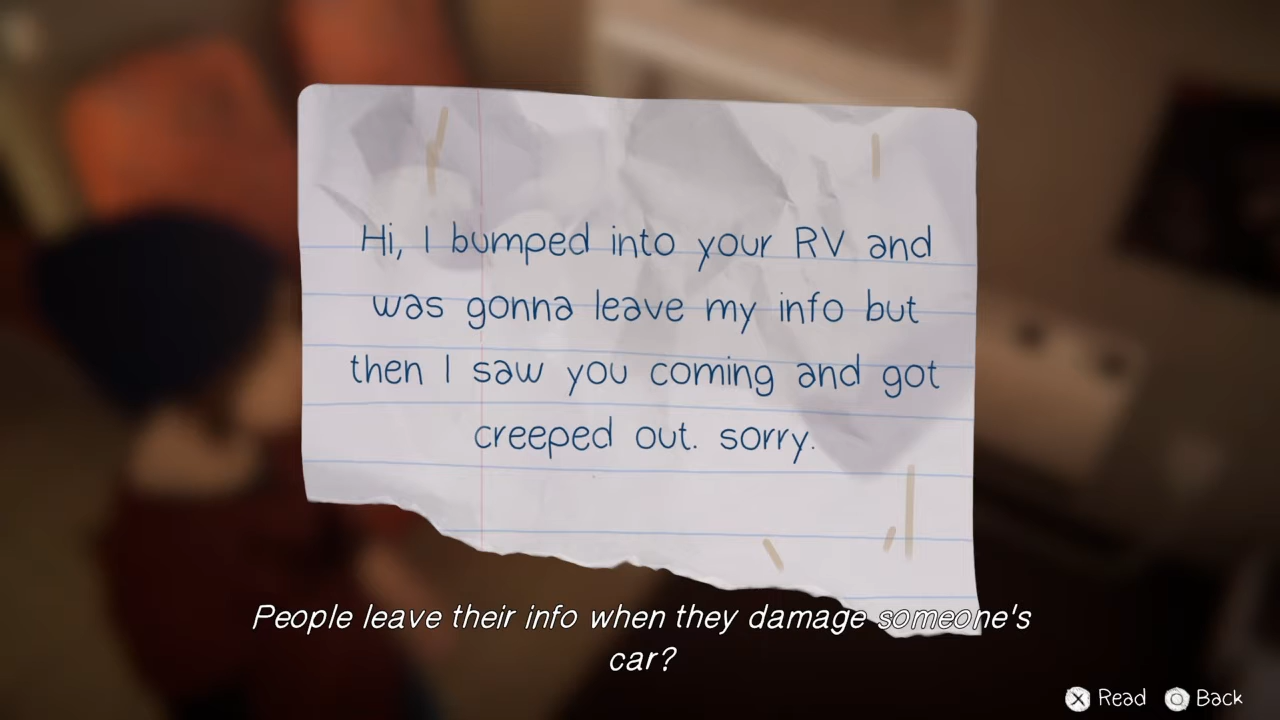 Hi, I bumped into your RV and
was gonna leave my info but
then I saw you coming and got
creeped out. sorry.
People leave their info when they damage someone's
car?
Read Back